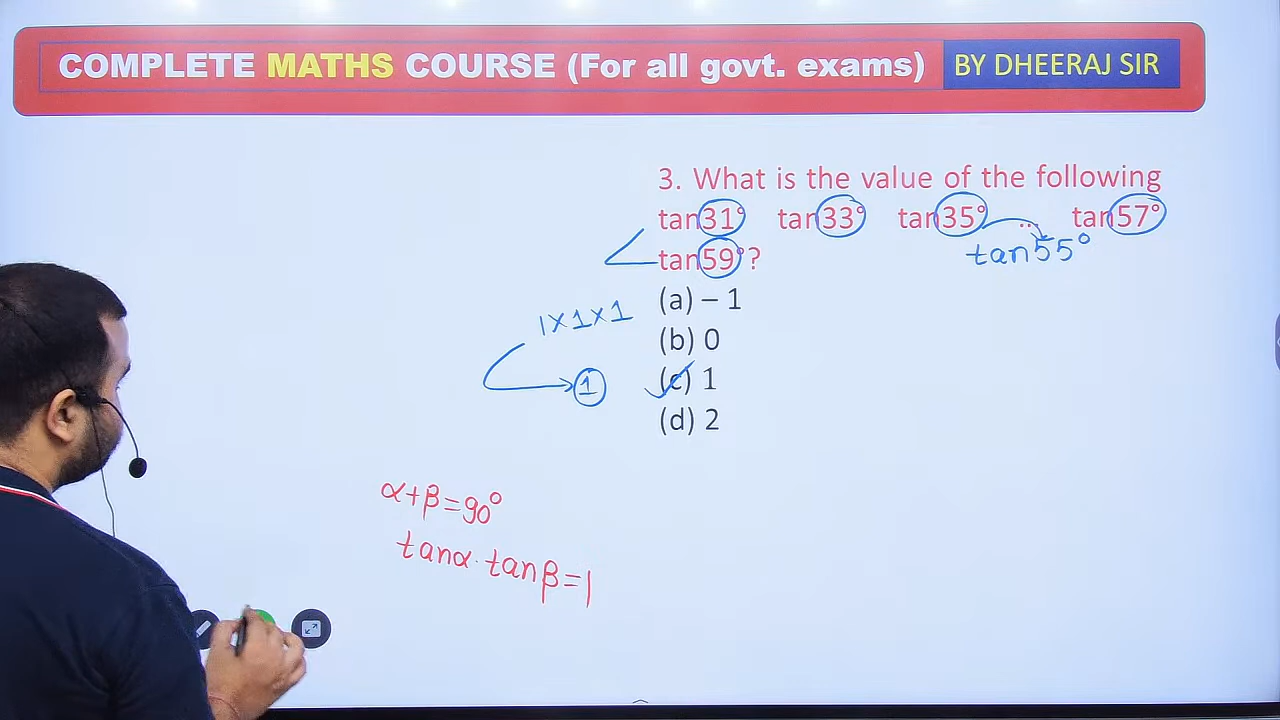 COMPLETE MATHS COURSE (For all govt. exams) BY DHEERAJ SIR
3. What is the value of the following
tan31° tan33° tan35° ... tan57°
tan55°
tan59°?
(a) – 1
1×1×1
(b) 0
1
(c) 1
(d) 2
α+β=90°
tanα·tanβ=1